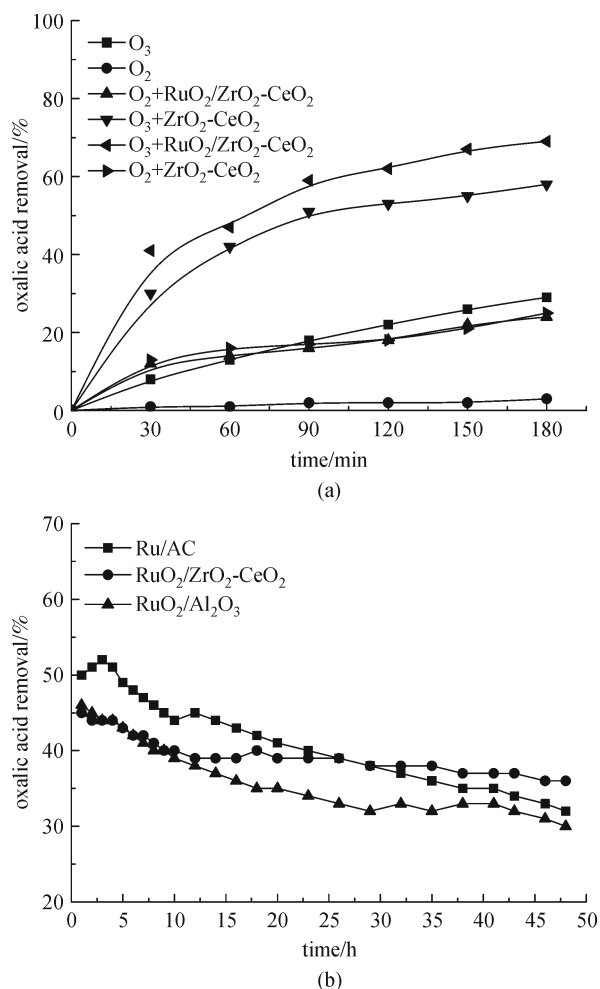 100
80
60
40
20
0
oxalic acid removal/%
O₃
O₂
O₂+RuO₂/ZrO₂-CeO₂
O₃+ZrO₂-CeO₂
O₃+RuO₂/ZrO₂-CeO₂
O₂+ZrO₂-CeO₂
0 30 60 90 120 150 180
time/min
(a)
70
60
50
40
30
20
oxalic acid removal/%
Ru/AC
RuO₂/ZrO₂-CeO₂
RuO₂/Al₂O₃
0 5 10 15 20 25 30 35 40 45 50
time/h
(b)